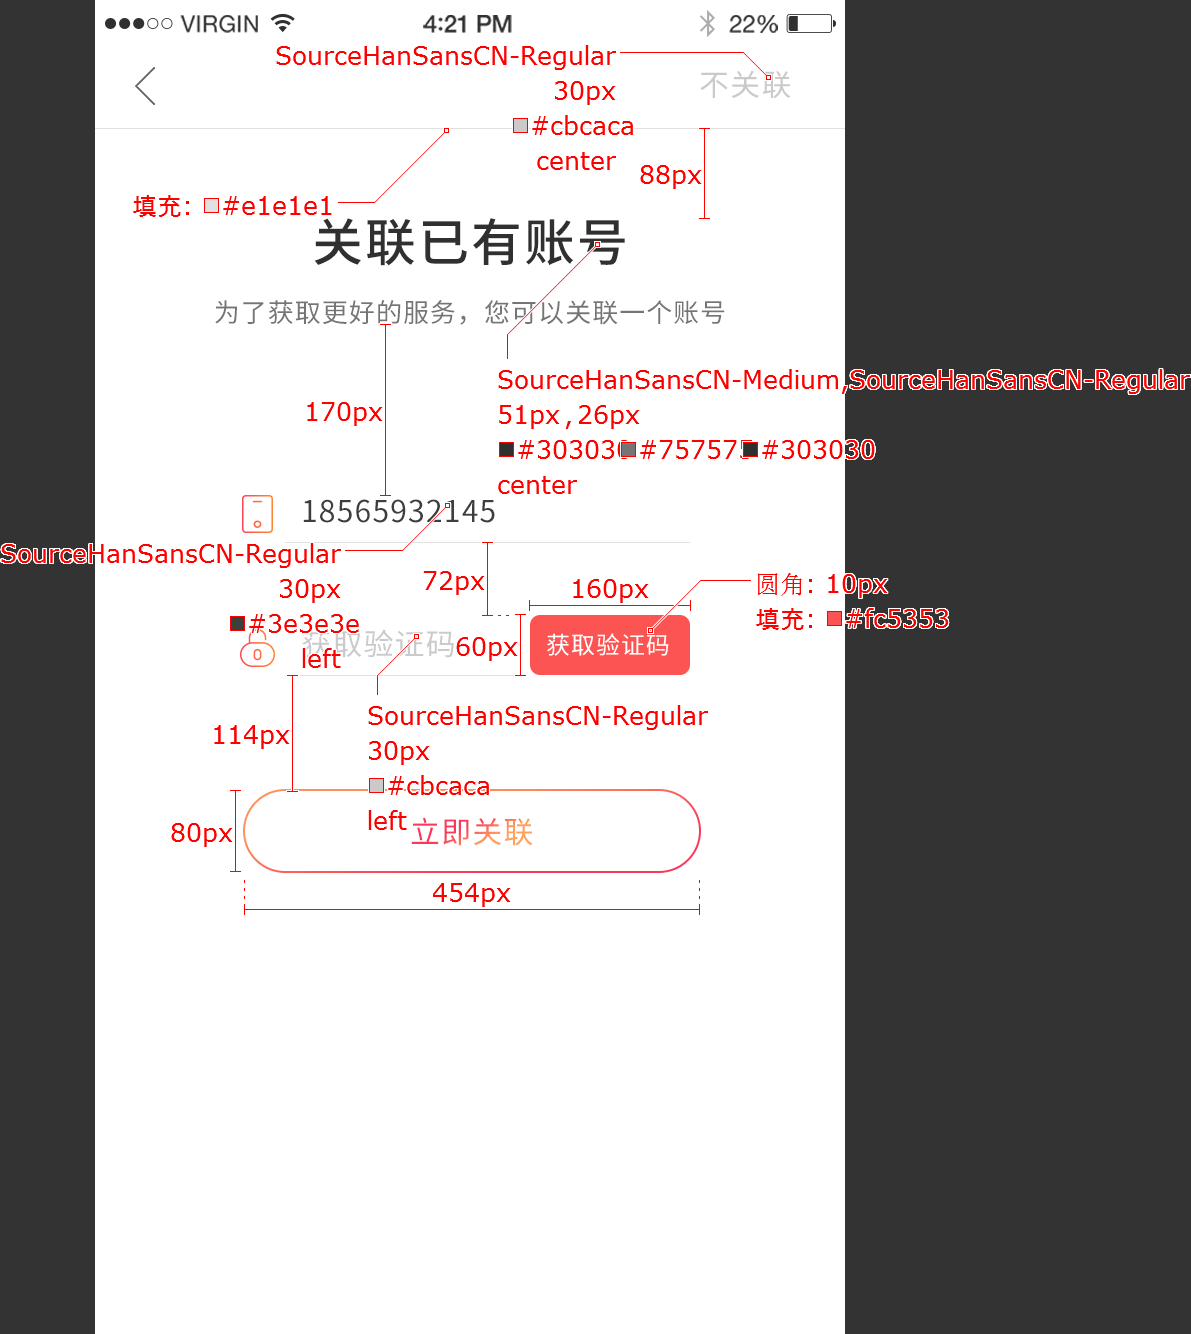 VIRGIN 4:21 PM 22%
SourceHanSansCN-Regular
不关联
30px
#cbcaca
center
88px
填充: #e1e1e1
关联已有账号
为了获取更好的服务，您可以关联一个账号
SourceHanSansCN-Medium,SourceHanSansCN-Regular
170px
51px,26px
#303030 #757575 #303030
center
18565932145
SourceHanSansCN-Regular
30px
72px
160px
圆角: 10px
#3e3e3e
填充: #fc5353
获取验证码
60px
获取验证码
left
SourceHanSansCN-Regular
114px
30px
#cbcaca
left
立即关联
80px
454px